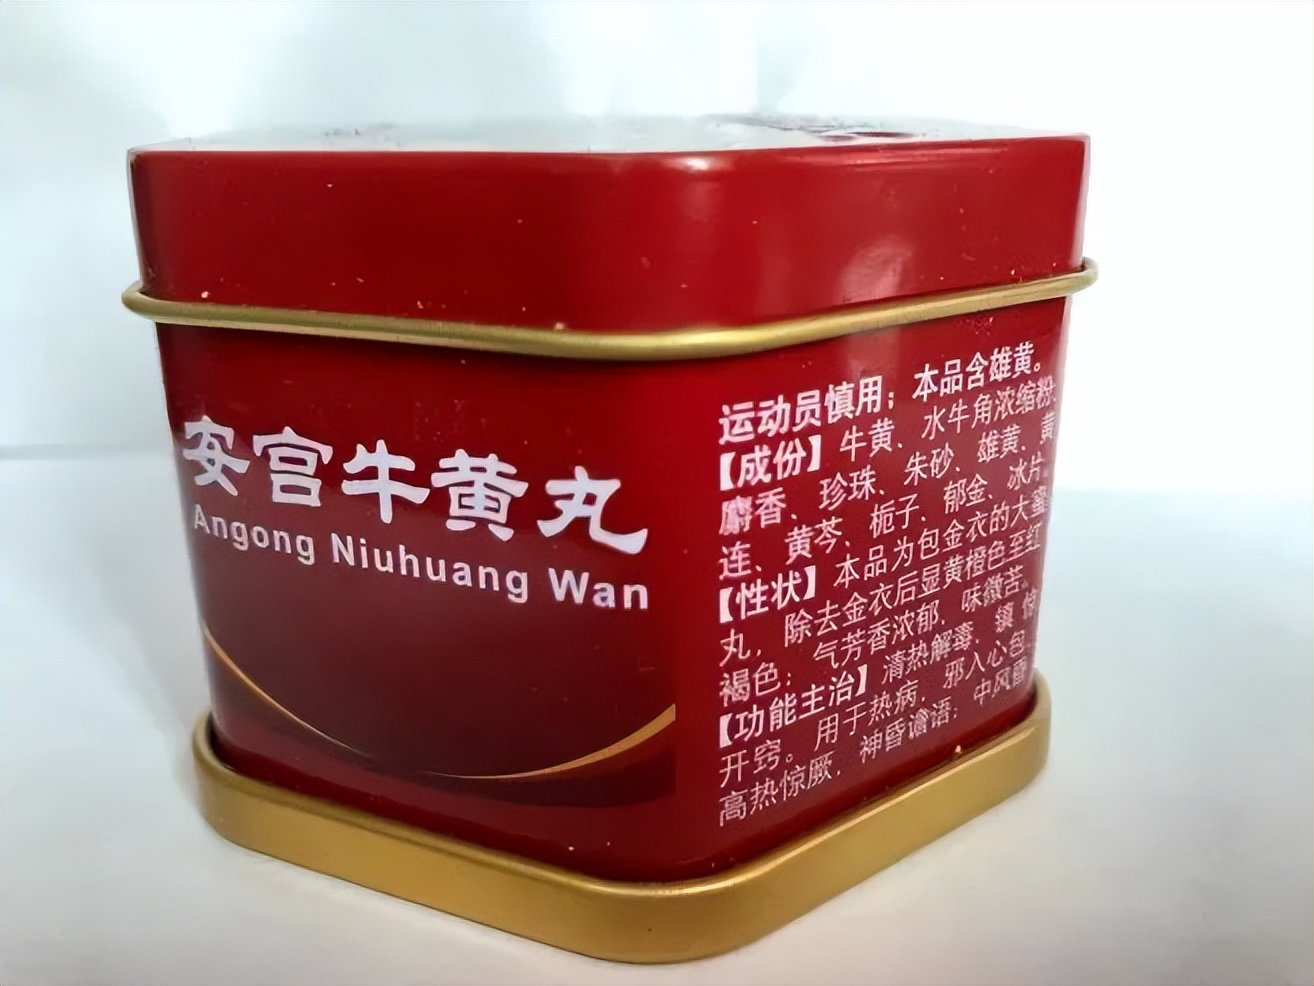 安宫牛黄丸
Angong Niuhuang Wan
运动员慎用；本品含雄黄。
【成份】牛黄、水牛角浓缩粉、
麝香、珍珠、朱砂、雄黄、黄
连、黄芩、栀子、郁金、冰片。
【性状】本品为包金衣的大蜜
丸，除去金衣后显黄橙色至红
褐色；气芳香浓郁，味微苦。
【功能主治】清热解毒，镇惊
开窍。用于热病，邪入心包，
高热惊厥，神昏谵语；中风昏